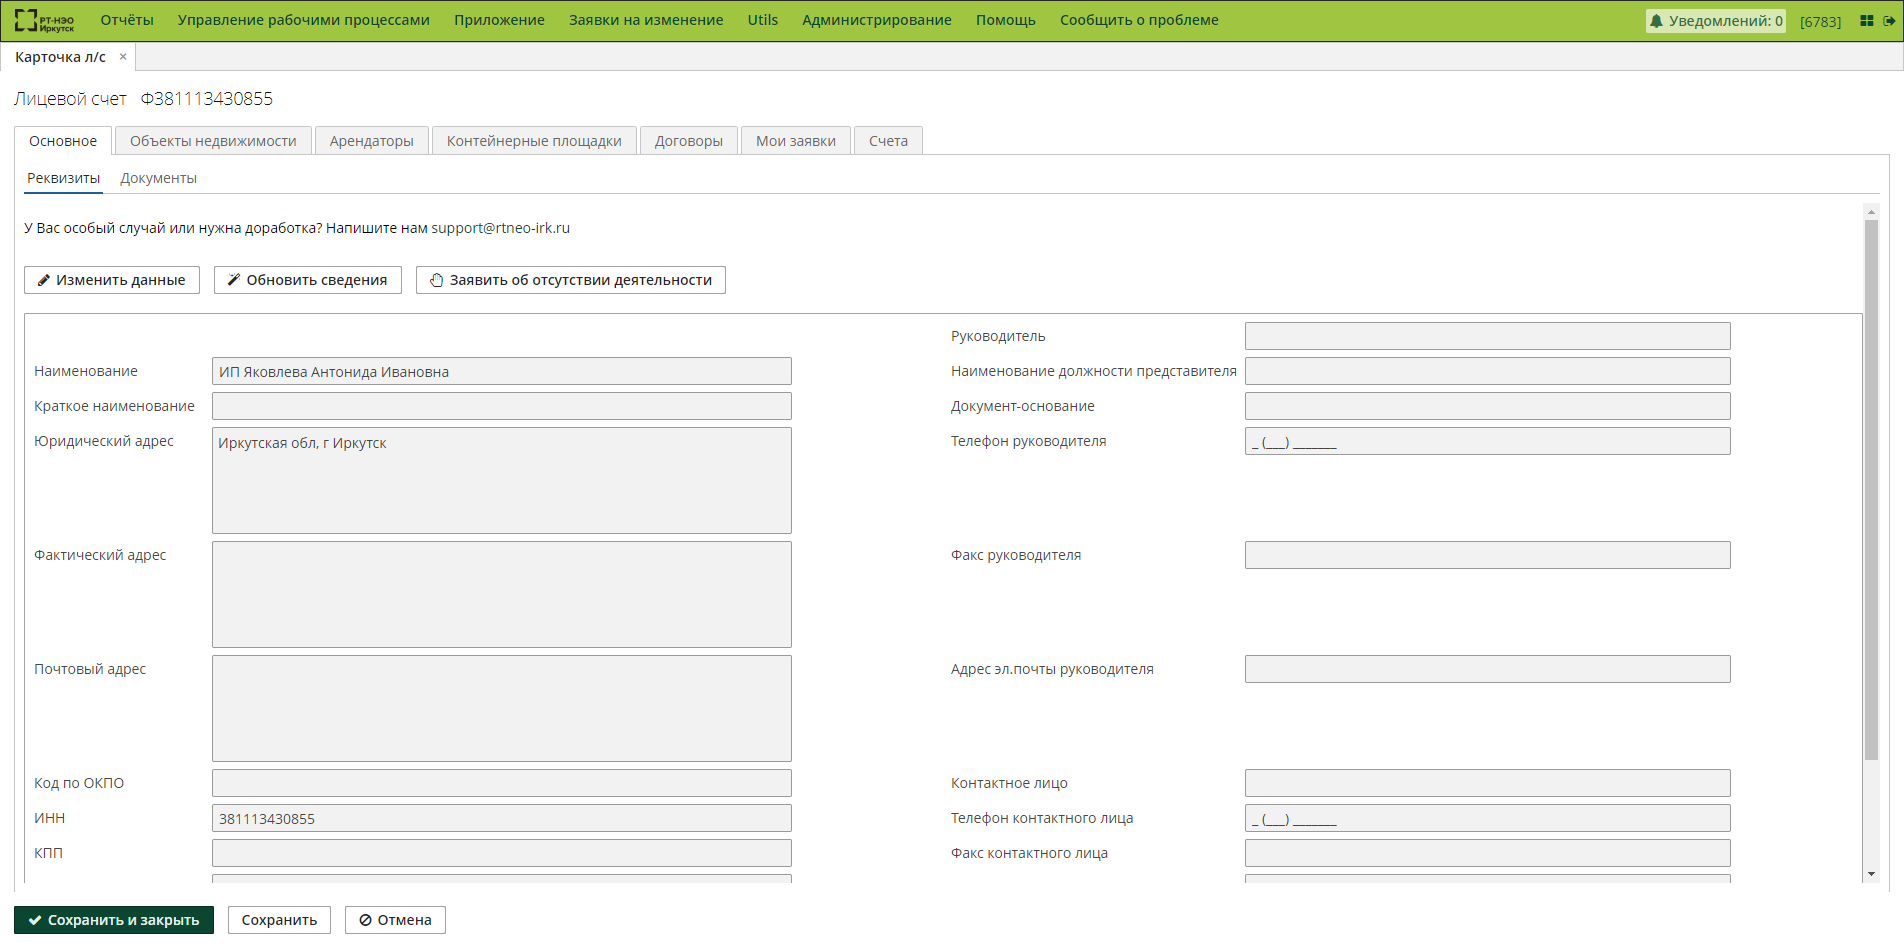 РТ-НЭО Иркутск Отчёты Управление рабочими процессами Приложение Заявки на изменение Utils Администрирование Помощь Сообщить о проблеме Уведомлений: 0 [6783]
Карточка л/с ×
Лицевой счет Ф381113430855
Основное Объекты недвижимости Арендаторы Контейнерные площадки Договоры Мои заявки Счета
Реквизиты Документы
У Вас особый случай или нужна доработка? Напишите нам support@rtneo-irk.ru
Изменить данные Обновить сведения Заявить об отсутствии деятельности
Руководитель
Наименование ИП Яковлева Антонида Ивановна Наименование должности представителя
Краткое наименование Документ-основание
Юридический адрес Иркутская обл, г Иркутск Телефон руководителя _ (___) _______
Фактический адрес Факс руководителя
Почтовый адрес Адрес эл.почты руководителя
Код по ОКПО Контактное лицо
ИНН 381113430855 Телефон контактного лица _ (___) _______
КПП Факс контактного лица
Сохранить и закрыть Сохранить Отмена